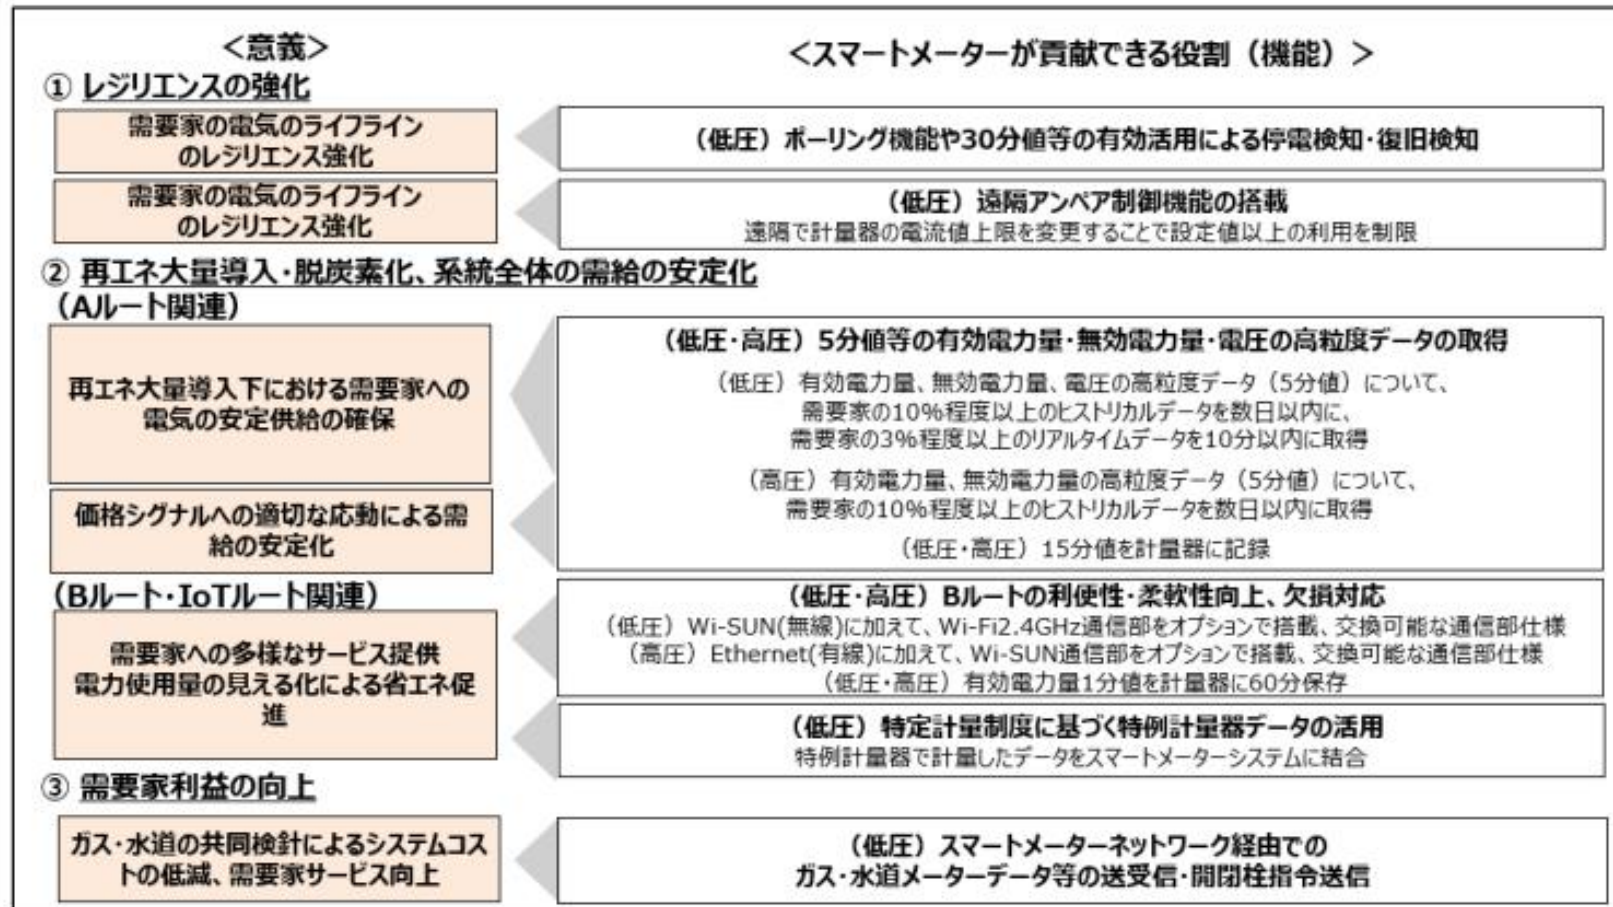 ＜意義＞
＜スマートメーターが貢献できる役割（機能）＞
① レジリエンスの強化
需要家の電気のライフライン
のレジリエンス強化
（低圧）ポーリング機能や30分値等の有効活用による停電検知・復旧検知
需要家の電気のライフライン
のレジリエンス強化
（低圧）遠隔アンペア制御機能の搭載
遠隔で計量器の電流値上限を変更することで設定値以上の利用を制限
② 再エネ大量導入・脱炭素化、系統全体の需給の安定化
（Aルート関連）
再エネ大量導入下における需要家への
電気の安定供給の確保
価格シグナルへの適切な応動による需
給の安定化
（低圧・高圧）5分値等の有効電力量・無効電力量・電圧の高粒度データの取得
（低圧）有効電力量、無効電力量、電圧の高粒度データ（5分値）について、
需要家の10%程度以上のヒストリカルデータを数日以内に、
需要家の3%程度以上のリアルタイムデータを10分以内に取得
（高圧）有効電力量、無効電力量の高粒度データ（5分値）について、
需要家の10%程度以上のヒストリカルデータを数日以内に取得
（低圧・高圧）15分値を計量器に記録
（Bルート・IoTルート関連）
需要家への多様なサービス提供
電力使用量の見える化による省エネ促
進
（低圧・高圧）Bルートの利便性・柔軟性向上、欠損対応
（低圧）Wi-SUN(無線)に加えて、Wi-Fi2.4GHz通信部をオプションで搭載、交換可能な通信部仕様
（高圧）Ethernet(有線)に加えて、Wi-SUN通信部をオプションで搭載、交換可能な通信部仕様
（低圧・高圧）有効電力量1分値を計量器に60分保存
（低圧）特定計量制度に基づく特例計量器データの活用
特例計量器で計量したデータをスマートメーターシステムに結合
③ 需要家利益の向上
ガス・水道の共同検針によるシステムコス
トの低減、需要家サービス向上
（低圧）スマートメーターネットワーク経由での
ガス・水道メーターデータ等の送受信・開閉栓指令送信